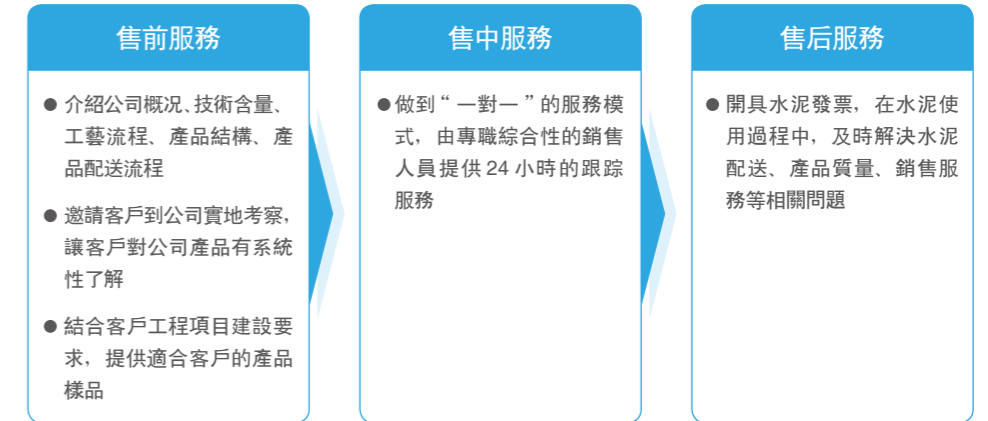 售前服務
● 介紹公司概况、技術含量、
工藝流程、產品結構、產
品配送流程
● 邀請客戶到公司實地考察，
讓客戶對公司產品有系統
性了解
● 結合客戶工程項目建設要
求，提供適合客戶的產品
樣品
售中服務
● 做到“一對一”的服務模
式，由專職綜合性的銷售
人員提供 24 小時的跟踪
服務
售后服務
● 開具水泥發票，在水泥使
用過程中，及時解決水泥
配送、產品質量、銷售服
務等相關問題